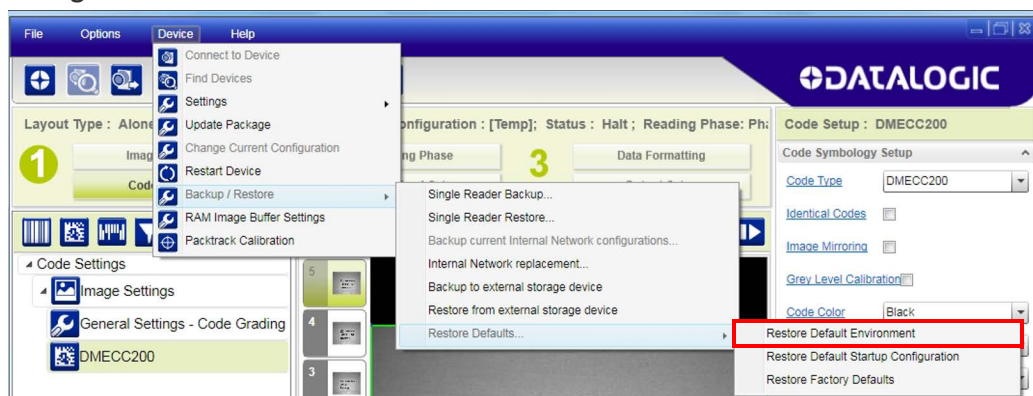 File Options Device Help
DATALOGIC
Connect to Device
Find Devices
Settings
Update Package
Change Current Configuration
Restart Device
Backup / Restore
RAM Image Buffer Settings
Packtrack Calibration
Single Reader Backup...
Single Reader Restore...
Backup current Internal Network configurations...
Internal Network replacement...
Backup to external storage device
Restore from external storage device
Restore Defaults...
Restore Default Environment
Restore Default Startup Configuration
Restore Factory Defaults
Layout Type : Alone
onfiguration : [Temp]; Status : Halt ; Reading Phase: Pha
1
Imag
Code
ng Phase
3
Data Formatting
Code Settings
Image Settings
General Settings - Code Grading
DMECC200
5
4
3
Code Setup : DMECC200
Code Symbology Setup
Code Type DMECC200
Identical Codes
Image Mirroring
Grey Level Calibration
Code Color Black